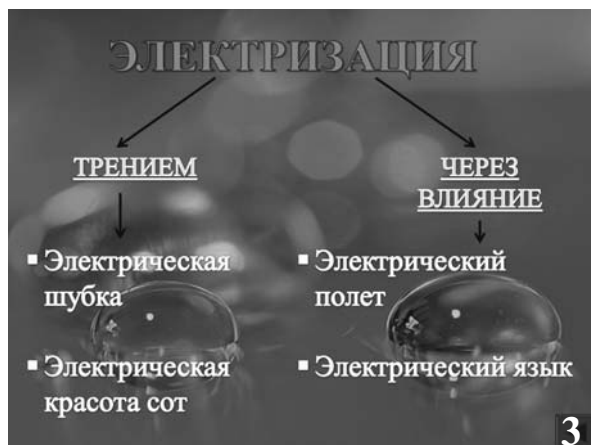 ЭЛЕКТРИЗАЦИЯ
ТРЕНИЕМ
▪ Электрическая
шубка
▪ Электрическая
красота сот
ЧЕРЕЗ
ВЛИЯНИЕ
▪ Электрический
полет
▪ Электрический язык
3